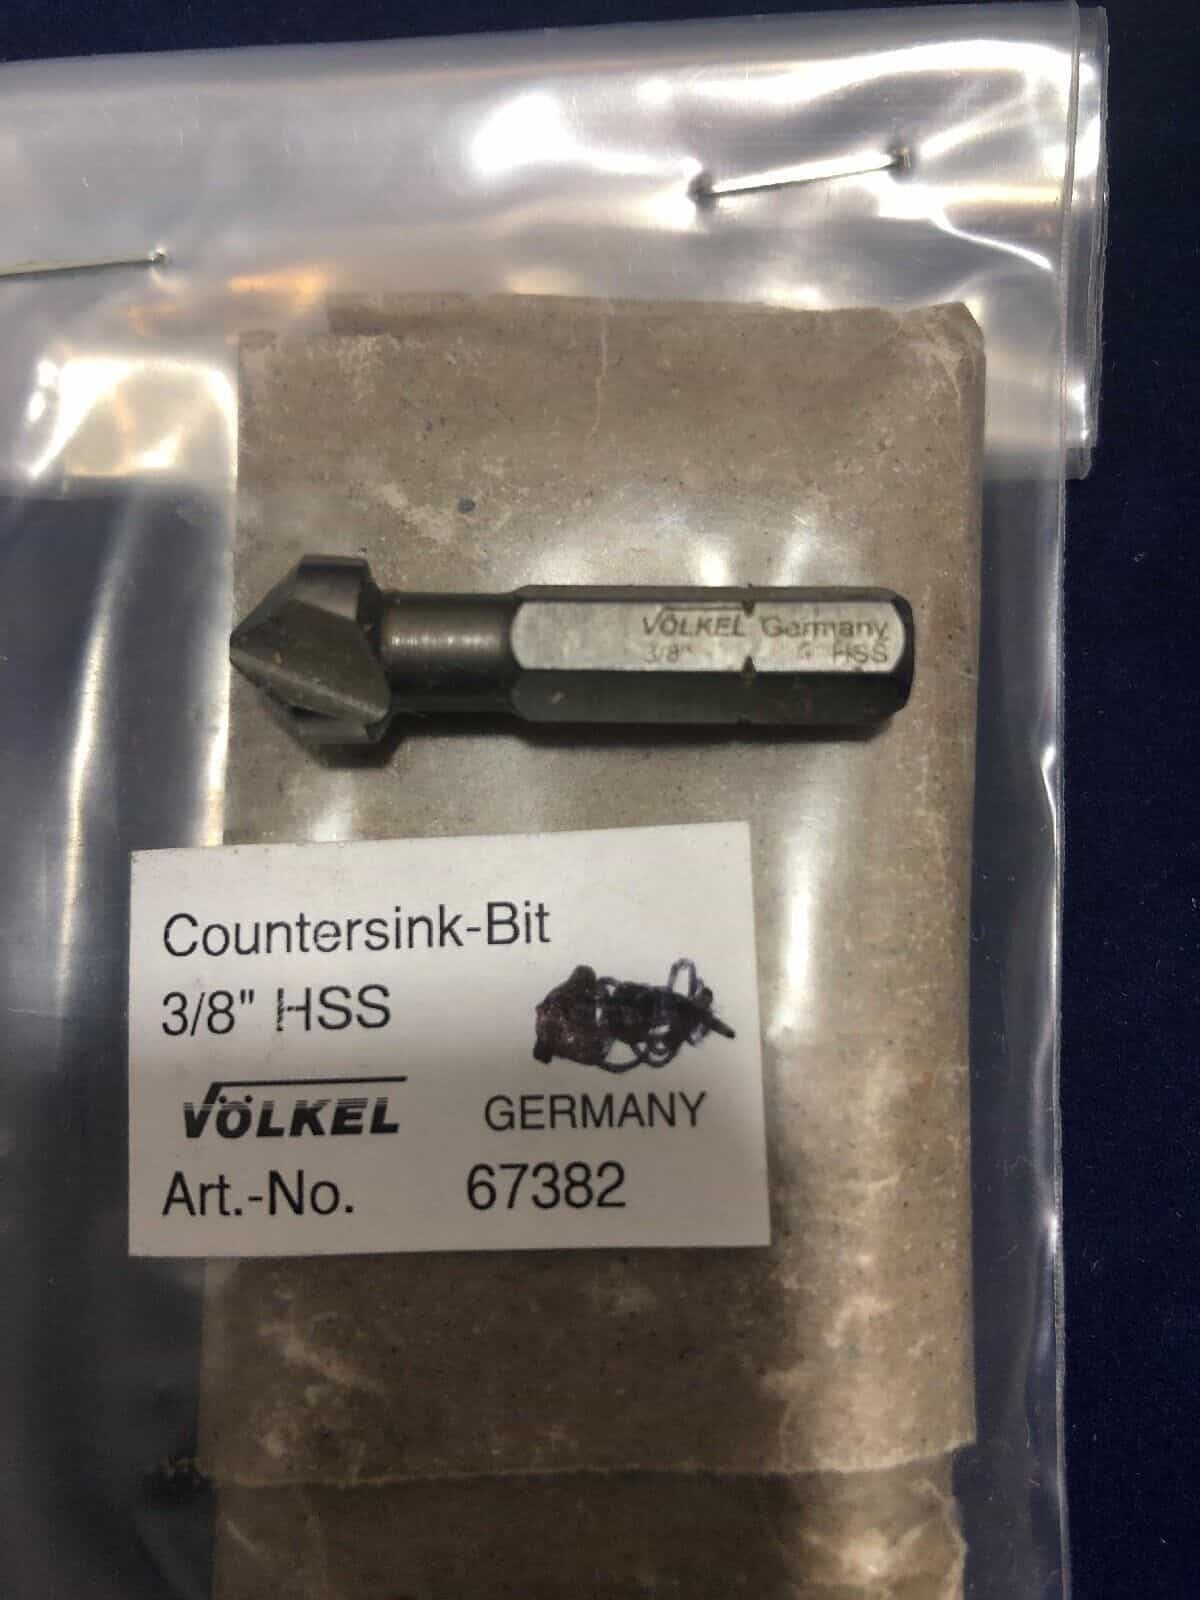 VÖLKEL Germany
3/8" G HSS
Countersink-Bit
3/8" HSS
VÖLKEL GERMANY
Art.-No. 67382